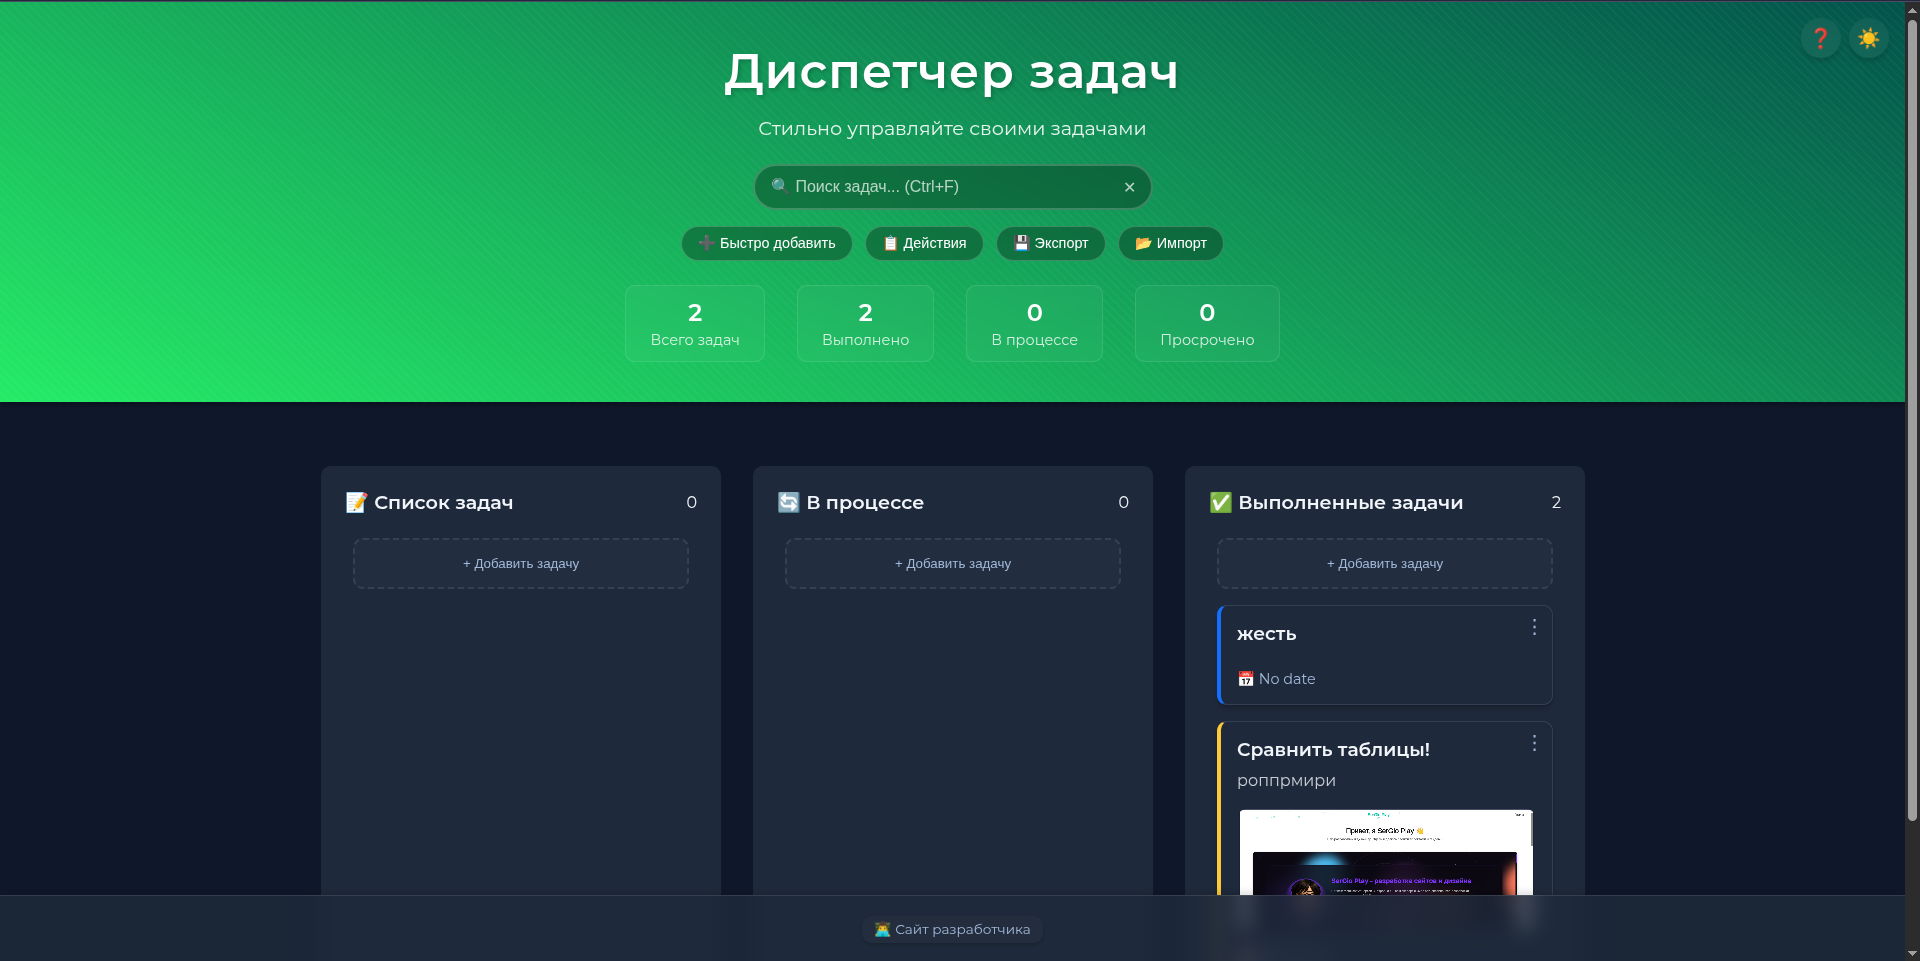 Диспетчер задач
Стильно управляйте своими задачами
Поиск задач... (Ctrl+F) ✕
Быстро добавить
Действия
Экспорт
Импорт
2
Всего задач
2
Выполнено
0
В процессе
0
Просрочено
Список задач 0
+ Добавить задачу
В процессе 0
+ Добавить задачу
Выполненные задачи 2
+ Добавить задачу
жесть
No date
Сравнить таблицы!
роппрмири
SerGio Play
Привет, я SerGio Play
SerGio Play - разработка сайтов и дизайна
Сайт разработчика